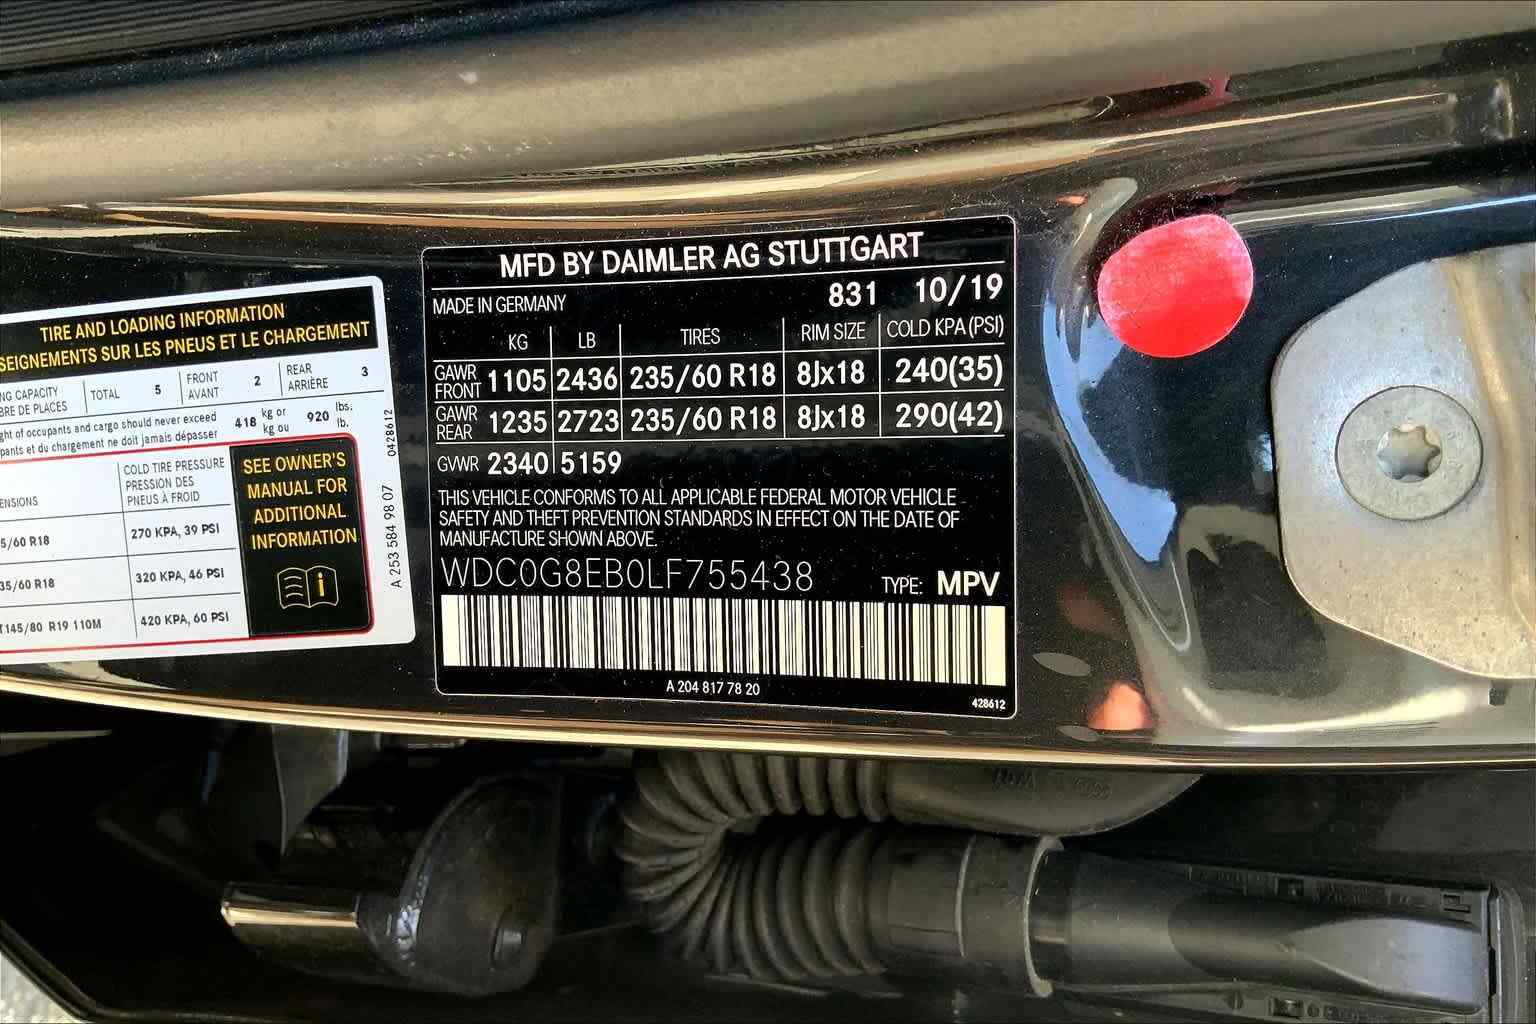 TIRE AND LOADING INFORMATION
SEIGNEMENTS SUR LES PNEUS ET LE CHARGEMENT
NG CAPACITY TOTAL 5 FRONT 2 REAR 3
BRE DE PLACES AVANT ARRIÈRE
ght of occupants and cargo should never exceed 418 kg or 920 lbs.
pants et du chargement ne doit jamais dépasser kg ou lb.
ENSIONS COLD TIRE PRESSURE
PRESSION DES
PNEUS À FROID
5/60 R18 270 KPA, 39 PSI
35/60 R18 320 KPA, 46 PSI
T145/80 R19 110M 420 KPA, 60 PSI
SEE OWNER'S
MANUAL FOR
ADDITIONAL
INFORMATION
A 253 584 98 07 0428612
MFD BY DAIMLER AG STUTTGART
MADE IN GERMANY 831 10/19
KG LB TIRES RIM SIZE COLD KPA (PSI)
GAWR FRONT 1105 2436 235/60 R18 8Jx18 240(35)
GAWR REAR 1235 2723 235/60 R18 8Jx18 290(42)
GVWR 2340 5159
THIS VEHICLE CONFORMS TO ALL APPLICABLE FEDERAL MOTOR VEHICLE
SAFETY AND THEFT PREVENTION STANDARDS IN EFFECT ON THE DATE OF
MANUFACTURE SHOWN ABOVE.
WDC0G8EB0LF755438 TYPE: MPV
A 204 817 78 20
428612